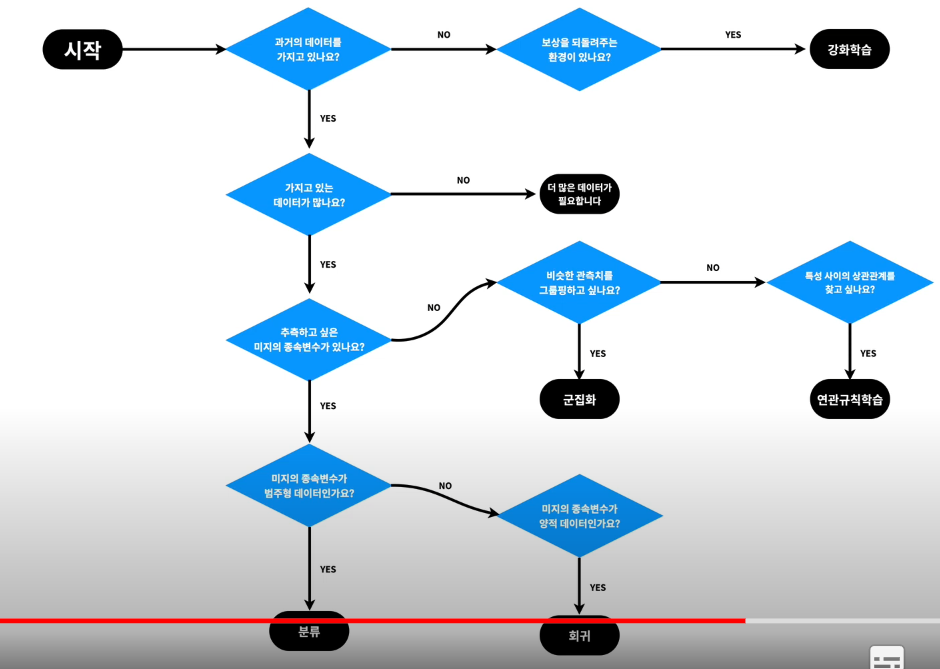 시작
과거의 데이터를
가지고 있나요?
NO
보상을 되돌려주는
환경이 있나요?
YES
강화학습
YES
가지고 있는
데이터가 많나요?
NO
더 많은 데이터가
필요합니다
YES
추측하고 싶은
미지의 종속변수가 있나요?
NO
비슷한 관측치를
그룹핑하고 싶나요?
NO
특성 사이의 상관관계를
찾고 싶나요?
YES
군집화
YES
연관규칙학습
YES
미지의 종속변수가
범주형 데이터인가요?
NO
미지의 종속변수가
양적 데이터인가요?
YES
분류
YES
회귀